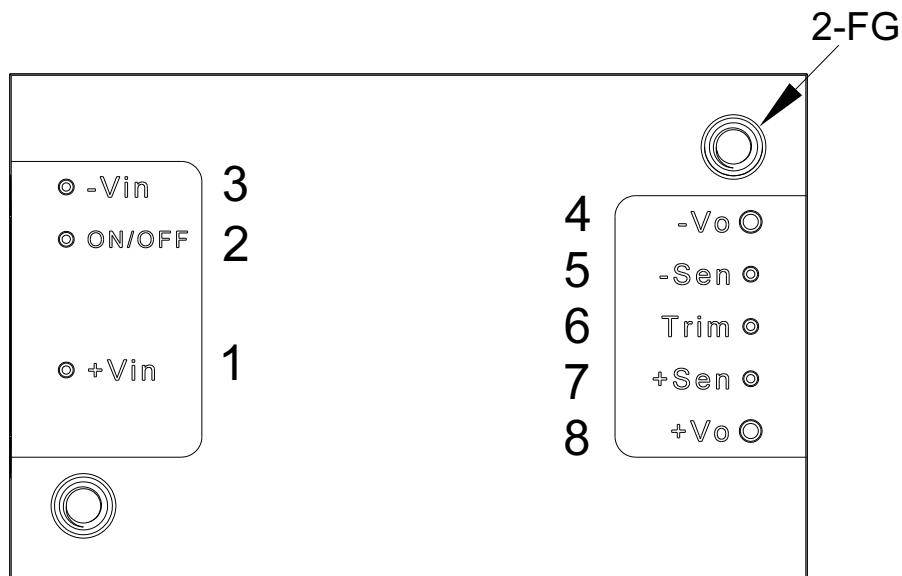 2-FG
-Vin 3
ON/OFF 2
+Vin 1
4 -Vo
5 -Sen
6 Trim
7 +Sen
8 +Vo